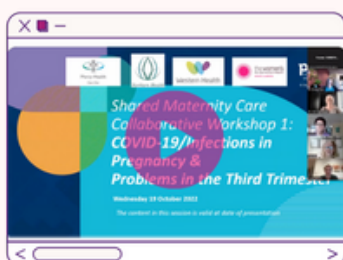 Western Health
thewomen's
Shared Maternity Care
Collaborative Workshop 1:
COVID-19/Infections in
Pregnancy &
Problems in the Third Trimester
Wednesday 19 October 2022
The content in this session is valid at date of presentation